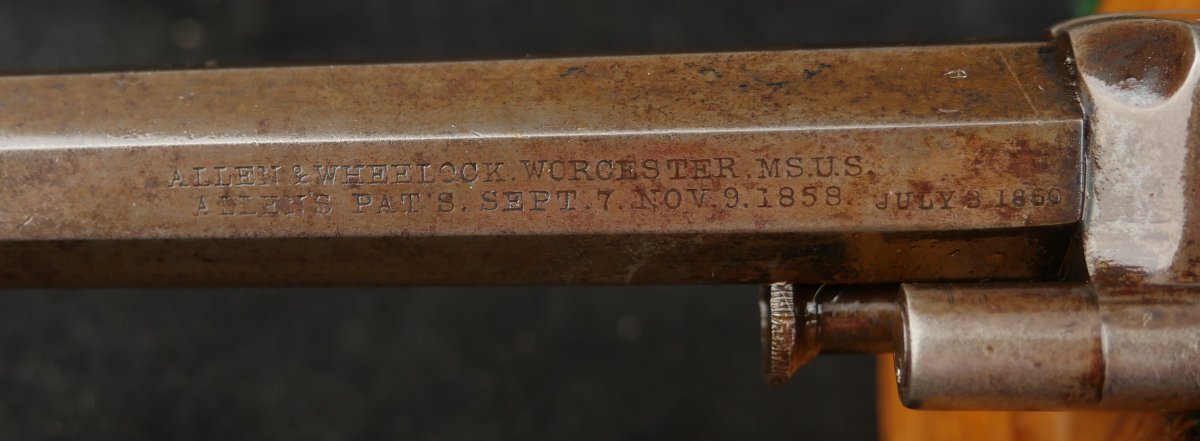 ALLEN & WHEELOCK. WORCESTER. MS.U.S.
ALLEN'S PAT'S. SEPT. 7. NOV. 9. 1858. JULY 3 1860